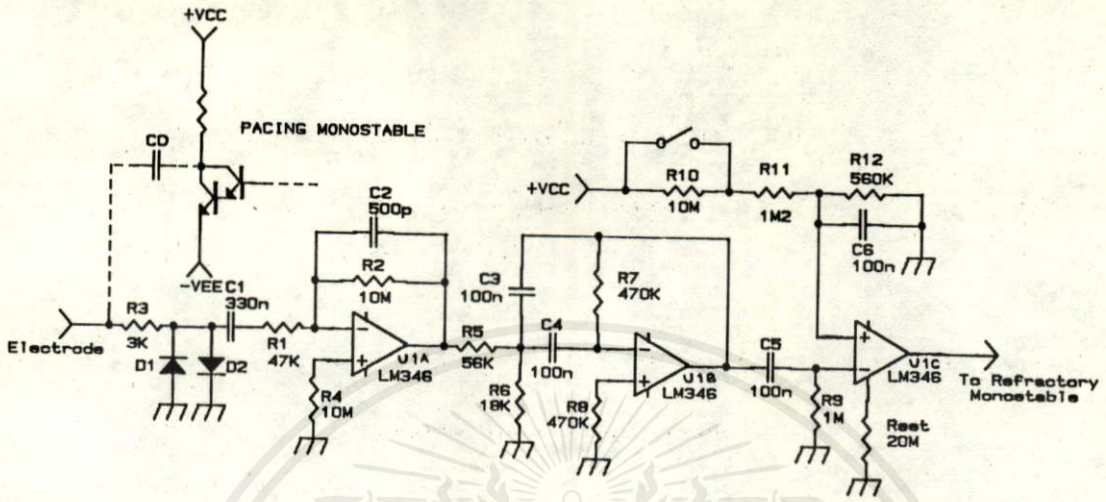 +VCC
PACING MONOSTABLE
CD
-VEE
Electrode
R3
3K
D1
D2
C1
330n
R1
47K
C2
500p
R2
10M
-
+
U1A
LM346
R4
10M
R5
56K
C3
100n
C4
100n
R6
18K
R7
470K
-
+
U1B
LM346
R8
470K
C5
100n
R9
1M
+VCC
R10
10M
R11
1M2
R12
560K
C6
100n
+
-
U1C
LM346
Rset
20M
To Refractory
Monostable